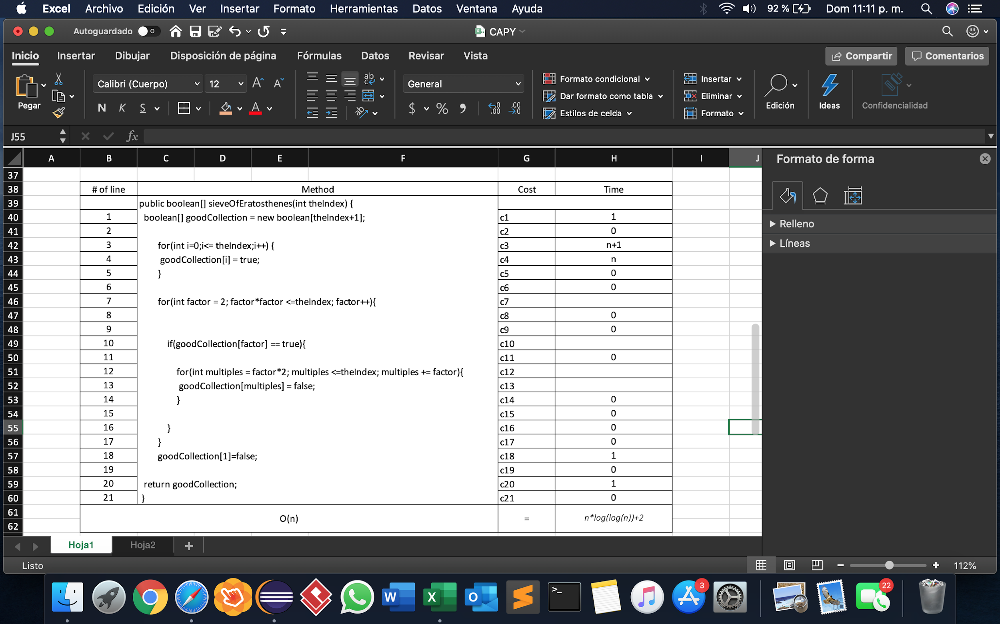 Excel Archivo Edición Ver Insertar Formato Herramientas Datos Ventana Ayuda 92 % Dom 11:11 p. m.
Autoguardado CAPY
Inicio Insertar Dibujar Disposición de página Fórmulas Datos Revisar Vista Compartir Comentarios
Pegar
Calibri (Cuerpo) 12
N K S
General
$ %
Formato condicional
Dar formato como tabla
Estilos de celda
Insertar
Eliminar
Formato
Edición
Ideas
Confidencialidad
J55 fx
A B C D E F G H I J
37
38 # of line Method Cost Time
39 public boolean[] sieveOfEratosthenes(int theIndex) {
40 1 boolean[] goodCollection = new boolean[theIndex+1]; c1 1
41 2 c2 0
42 3 for(int i=0;i<= theIndex;i++) { c3 n+1
43 4 goodCollection[i] = true; c4 n
44 5 } c5 0
45 6 c6 0
46 7 for(int factor = 2; factor*factor <=theIndex; factor++){ c7
47 8 c8 0
48 9 c9 0
49 10 if(goodCollection[factor] == true){ c10
50 11 c11 0
51 12 for(int multiples = factor*2; multiples <=theIndex; multiples += factor){ c12
52 13 goodCollection[multiples] = false; c13
53 14 } c14 0
54 15 c15 0
55 16 } c16 0
56 17 } c17 0
57 18 goodCollection[1]=false; c18 1
58 19 c19 0
59 20 return goodCollection; c20 1
60 21 } c21 0
61
O(n) = n*log(log(n))+2
62
Formato de forma
Relleno
Líneas
Hoja1 Hoja2 +
Listo 112%
W X O >_ 3 22